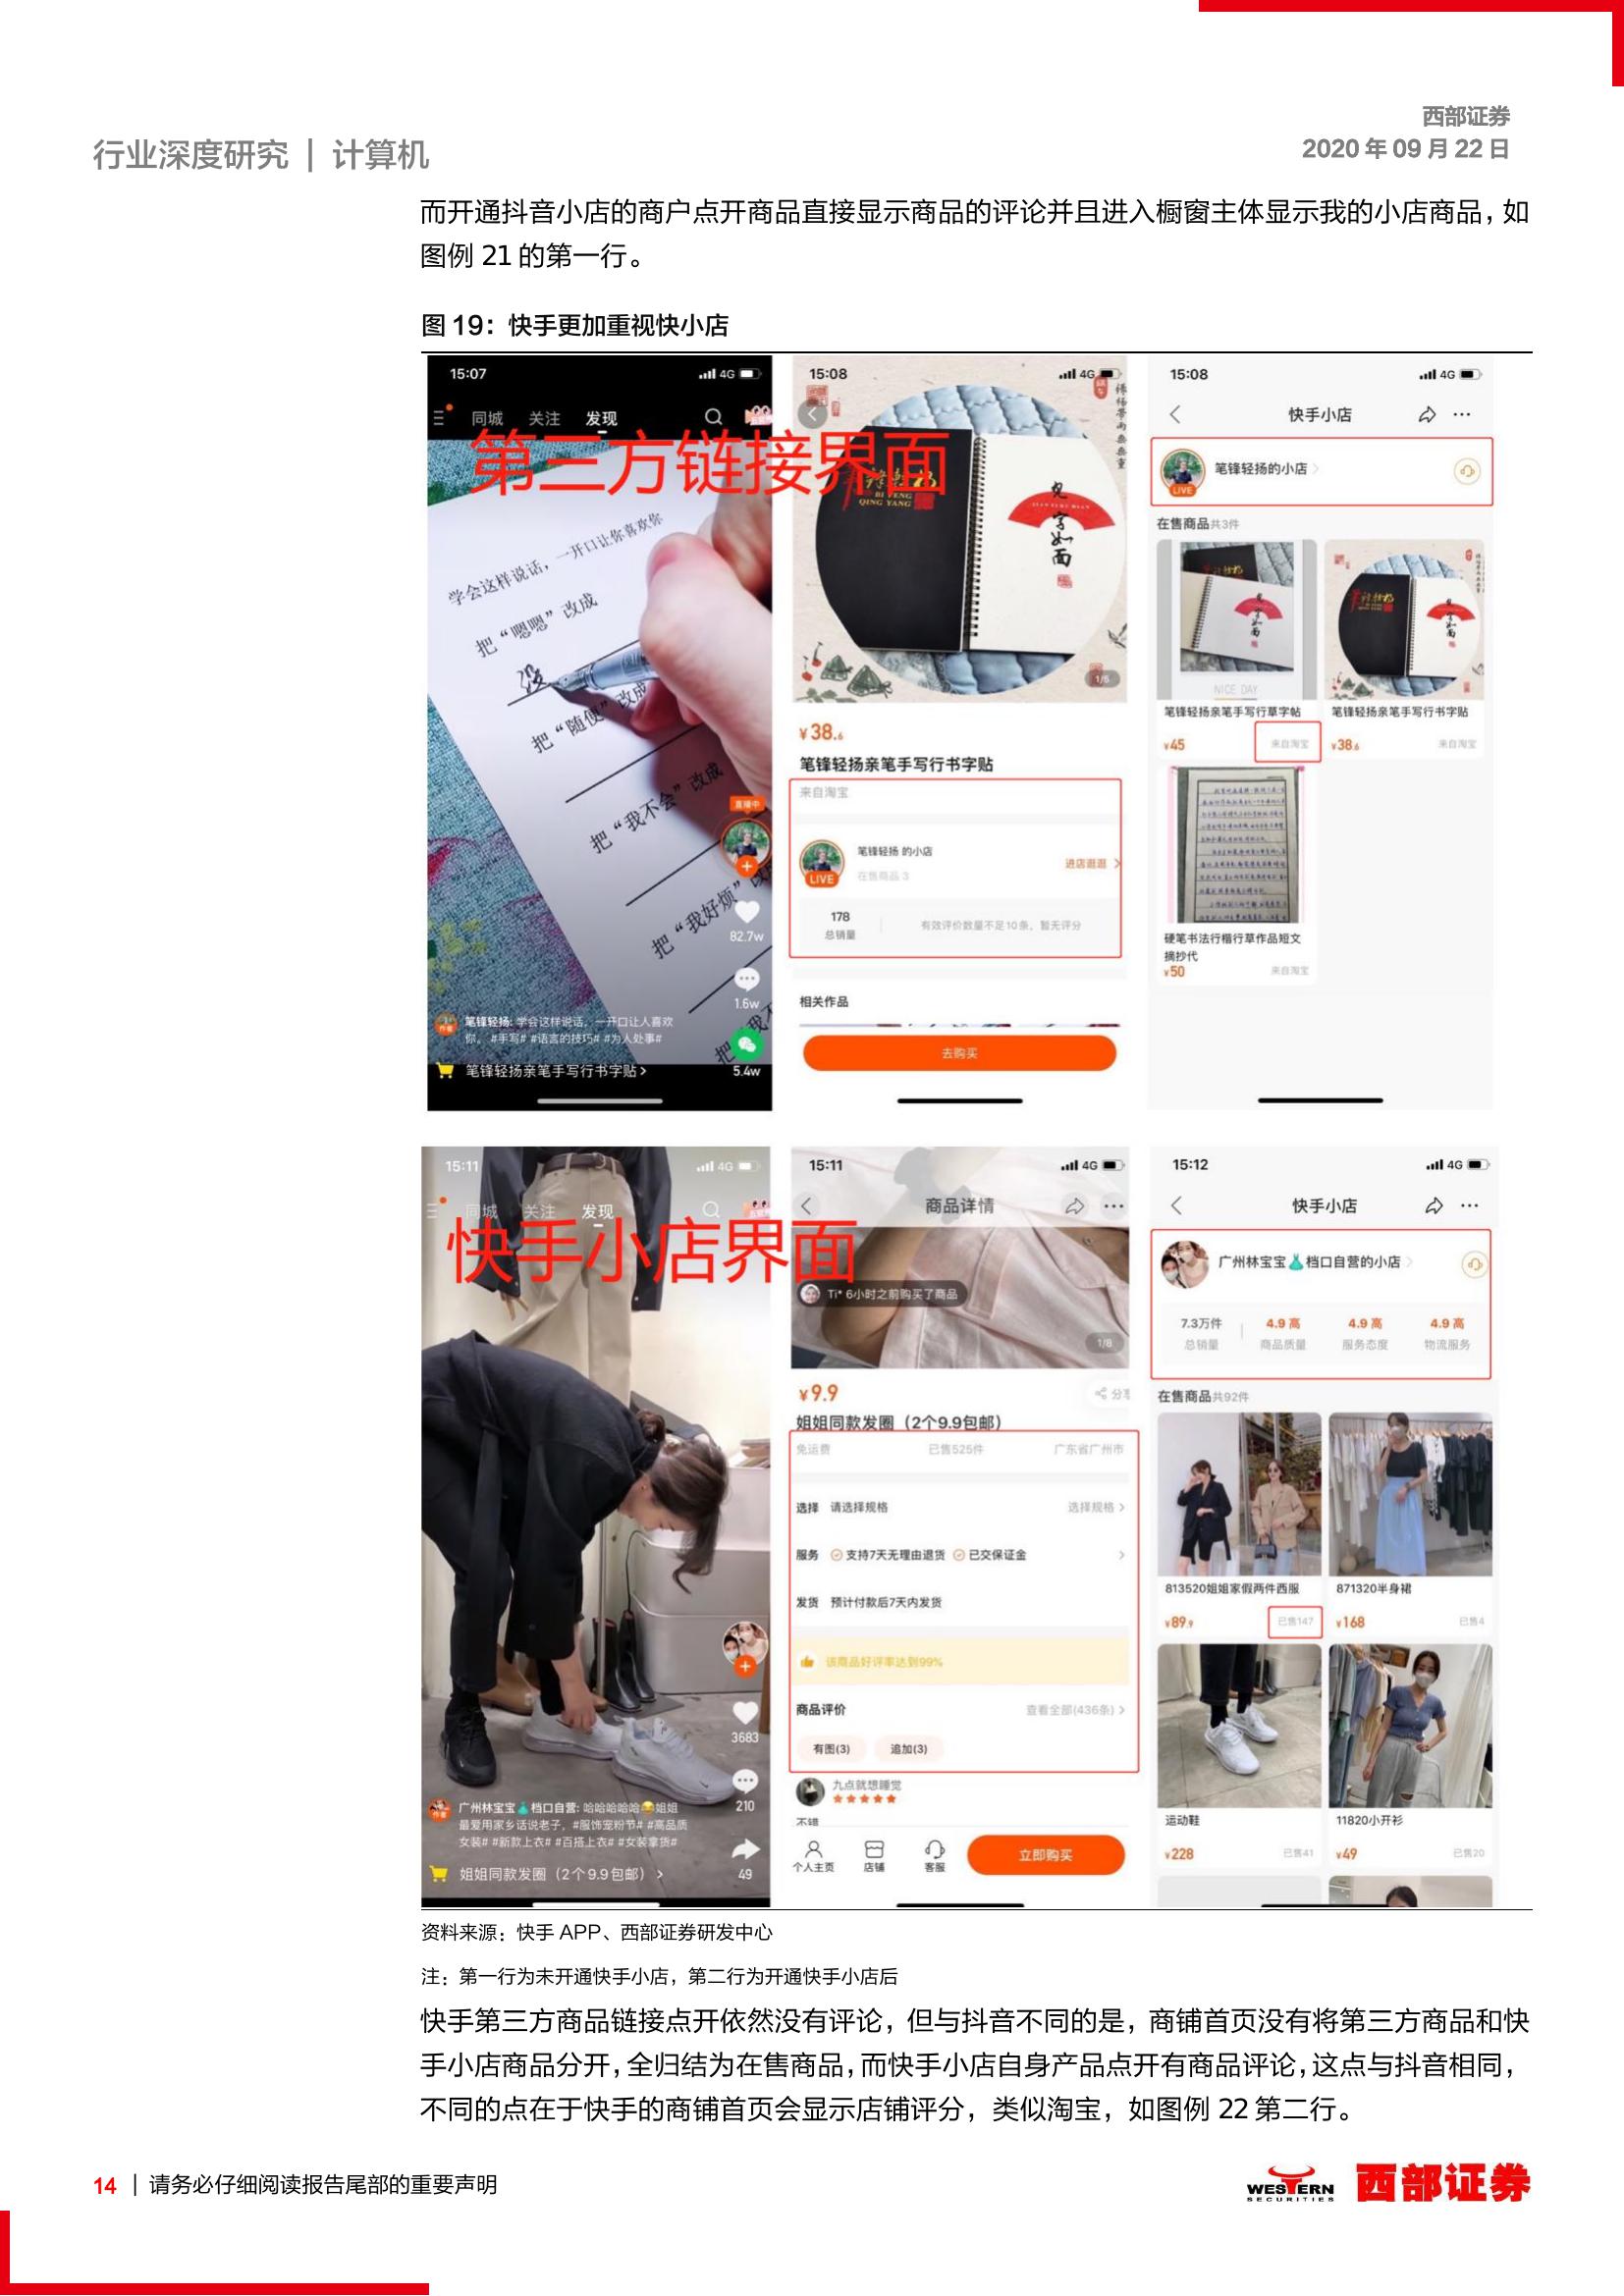 西部证券
行业深度研究 | 计算机
2020 年 09 月 22 日
而开通抖音小店的商户点开商品直接显示商品的评论并且进入橱窗主体显示我的小店商品，如
图例 21 的第一行。
图 19：快手更加重视快小店
15:07
4G
同城 关注 发现
第三方链接界面
学会这样说话，一开口让你喜欢你
把“嗯嗯”改成
没
把“随便”改成
把“我不会”改成
把“我好烦”改
直播中
82.7w
1.6w
笔锋轻扬: 学会这样说话，一开口让人喜欢
你。 #手写# #语言的技巧# #为人处事#
笔锋轻扬亲笔手写行书字贴 >
5.4w
15:08
4G
BI FENG
QING YANG
见字如面
1/6
¥38.6
笔锋轻扬亲笔手写行书字贴
来自淘宝
笔锋轻扬 的小店
在售商品 3
进店逛逛 >
LIVE
178
总销量
有效评价数量不足10条，暂无评分
相关作品
去购买
15:08
4G
快手小店
笔锋轻扬的小店 >
LIVE
在售商品共3件
NICE DAY
笔锋轻扬亲笔手写行草字帖
¥45
来自淘宝
笔锋轻扬亲笔手写行书字贴
¥38.6
来自淘宝
硬笔书法行楷行草作品短文
摘抄代
¥50
来自淘宝
15:11
4G
同城 关注 发现
快手小店界面
3683
210
广州林宝宝👗档口自营: 哈哈哈哈哈😂姐姐
最爱用家乡话说老子，#服饰宠粉节# #高品质
女装# #新款上衣# #百搭上衣# #女装拿货#
49
姐姐同款发圈（2个9.9包邮） >
15:11
4G
商品详情
Ti* 6小时之前购买了商品
1/8
¥9.9
分享
姐姐同款发圈（2个9.9包邮）
免运费 已售525件 广东省广州市
选择 请选择规格 选择规格 >
服务 支持7天无理由退货 已交保证金 >
发货 预计付款后7天内发货
该商品好评率达到99%
商品评价 查看全部(436条) >
有图(3) 追加(3)
九点就想睡觉
不错
个人主页 店铺 客服 立即购买
15:12
4G
快手小店
广州林宝宝👗档口自营的小店 >
7.3万件 4.9 高 4.9 高 4.9 高
总销量 商品质量 服务态度 物流服务
在售商品共92件
813520姐姐家假两件西服
¥89.9 已售147
871320半身裙
¥168 已售4
运动鞋
¥228 已售41
11820小开衫
¥49 已售20
资料来源：快手 APP、西部证券研发中心
注：第一行为未开通快手小店，第二行为开通快手小店后
快手第三方商品链接点开依然没有评论，但与抖音不同的是，商铺首页没有将第三方商品和快
手小店商品分开，全归结为在售商品，而快手小店自身产品点开有商品评论，这点与抖音相同，
不同的点在于快手的商铺首页会显示店铺评分，类似淘宝，如图例 22 第二行。
14 | 请务必仔细阅读报告尾部的重要声明
WESTERN
SECURITIES
西部证券